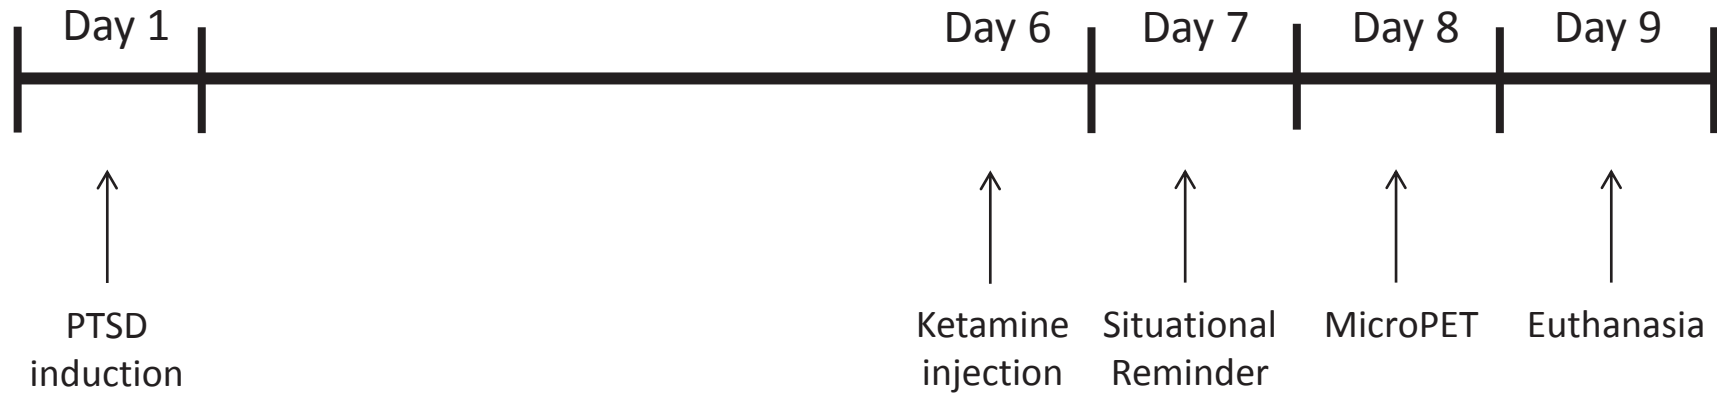 Day 1
Day 6
Day 7
Day 8
Day 9
PTSD
induction
Ketamine
injection
Situational
Reminder
MicroPET
Euthanasia